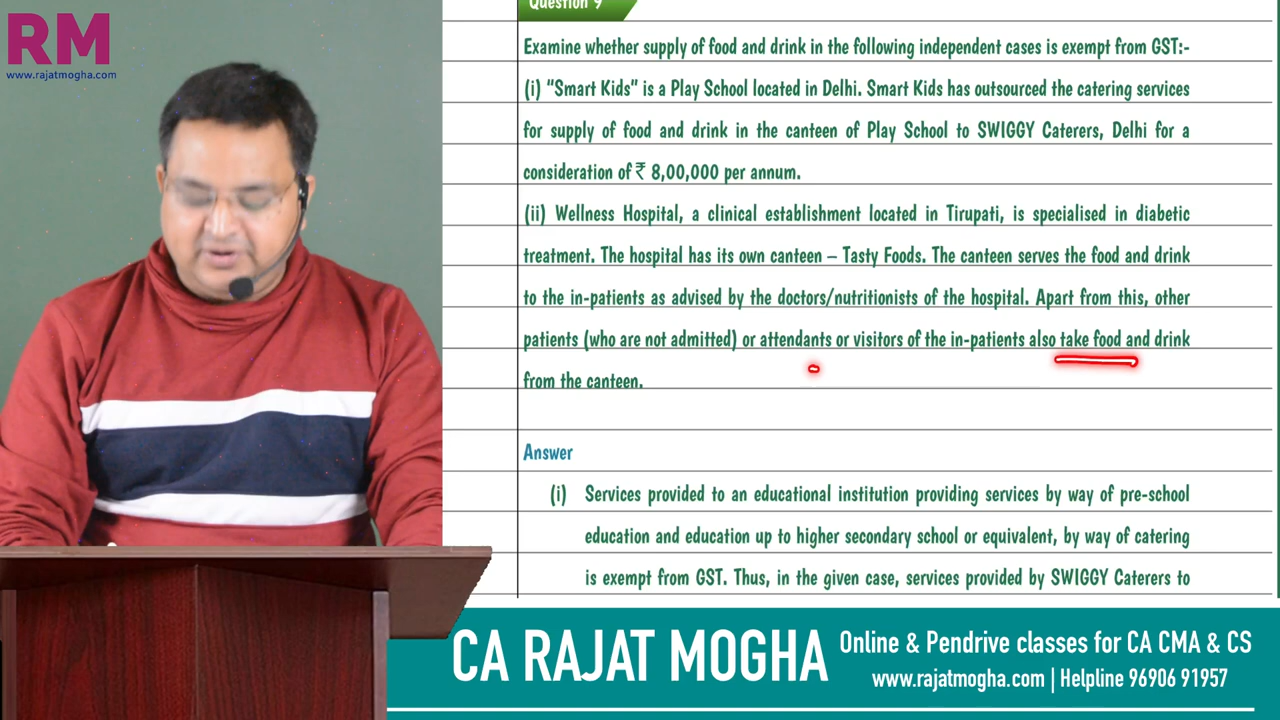 RM
www.rajatmogha.com
Question 9
Examine whether supply of food and drink in the following independent cases is exempt from GST:-
(i) “Smart Kids” is a Play School located in Delhi. Smart Kids has outsourced the catering services
for supply of food and drink in the canteen of Play School to SWIGGY Caterers, Delhi for a
consideration of ₹ 8,00,000 per annum.
(ii) Wellness Hospital, a clinical establishment located in Tirupati, is specialised in diabetic
treatment. The hospital has its own canteen – Tasty Foods. The canteen serves the food and drink
to the in-patients as advised by the doctors/nutritionists of the hospital. Apart from this, other
patients (who are not admitted) or attendants or visitors of the in-patients also take food and drink
from the canteen.
Answer
(i) Services provided to an educational institution providing services by way of pre-school
education and education up to higher secondary school or equivalent, by way of catering
is exempt from GST. Thus, in the given case, services provided by SWIGGY Caterers to
CA RAJAT MOGHA
Online & Pendrive classes for CA CMA & CS
www.rajatmogha.com | Helpline 96906 91957